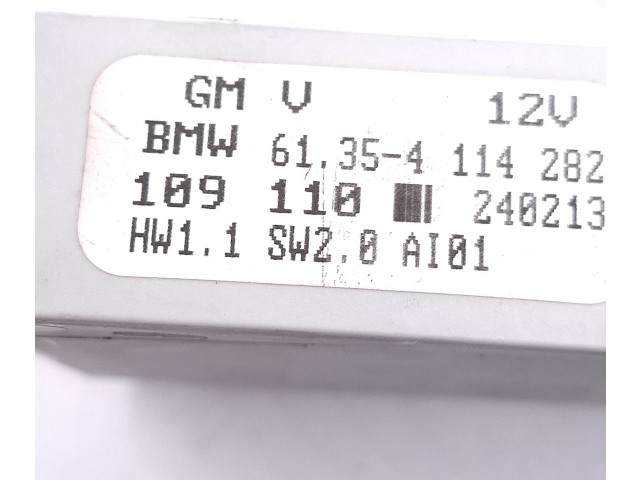 GM V 12V
BMW 61.35-4 114 282
109 110 240213
HW1.1 SW2.0 AI01